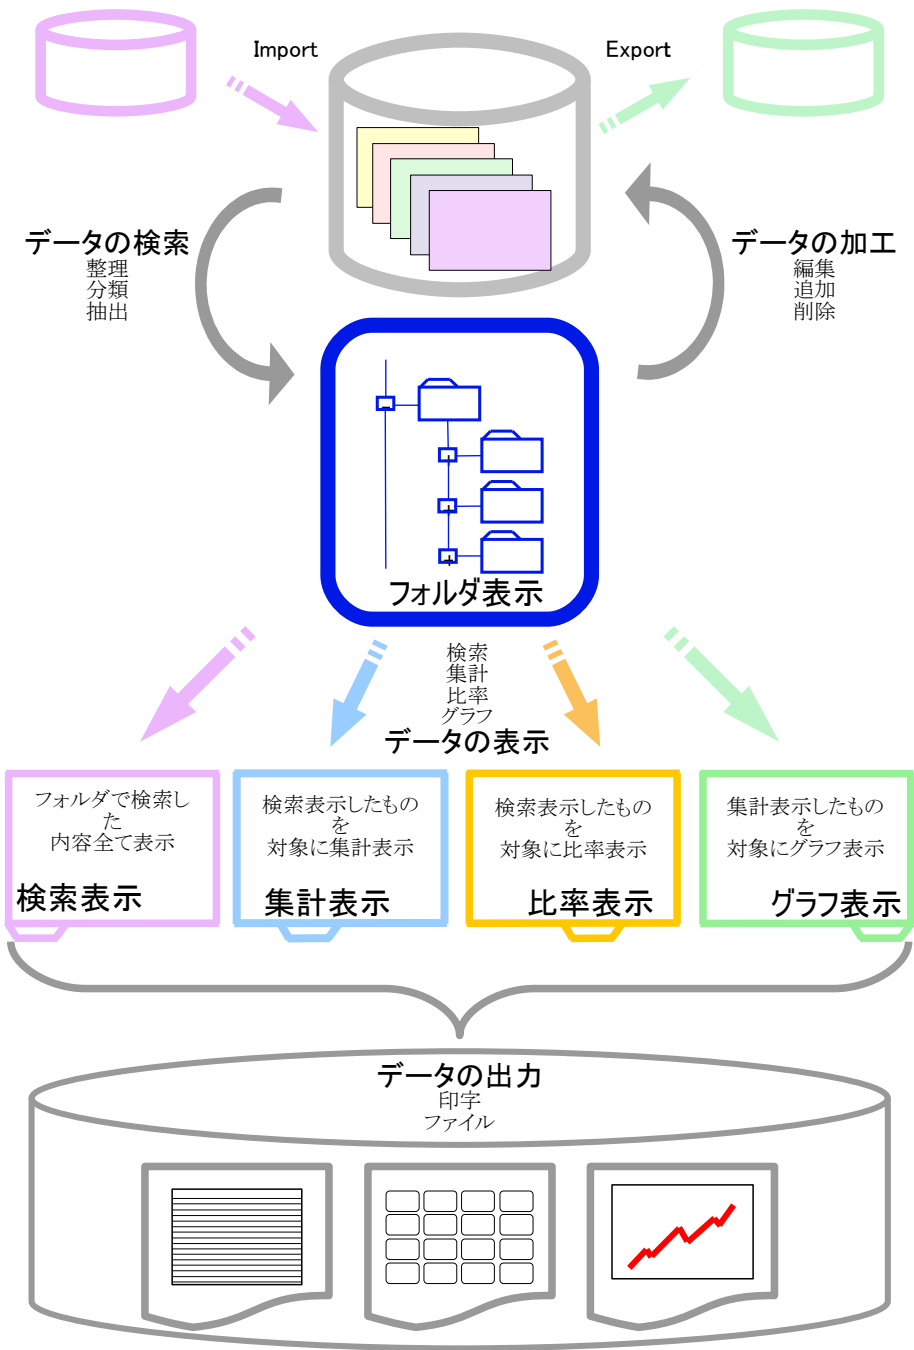 Import
Export
データの検索
整理
分類
抽出
データの加工
編集
追加
削除
フォルダ表示
検索
集計
比率
グラフ
データの表示
フォルダで検索し
た
内容全て表示
検索表示
検索表示したもの
を
対象に集計表示
集計表示
検索表示したもの
を
対象に比率表示
比率表示
集計表示したもの
を
対象にグラフ表示
グラフ表示
データの出力
印字
ファイル